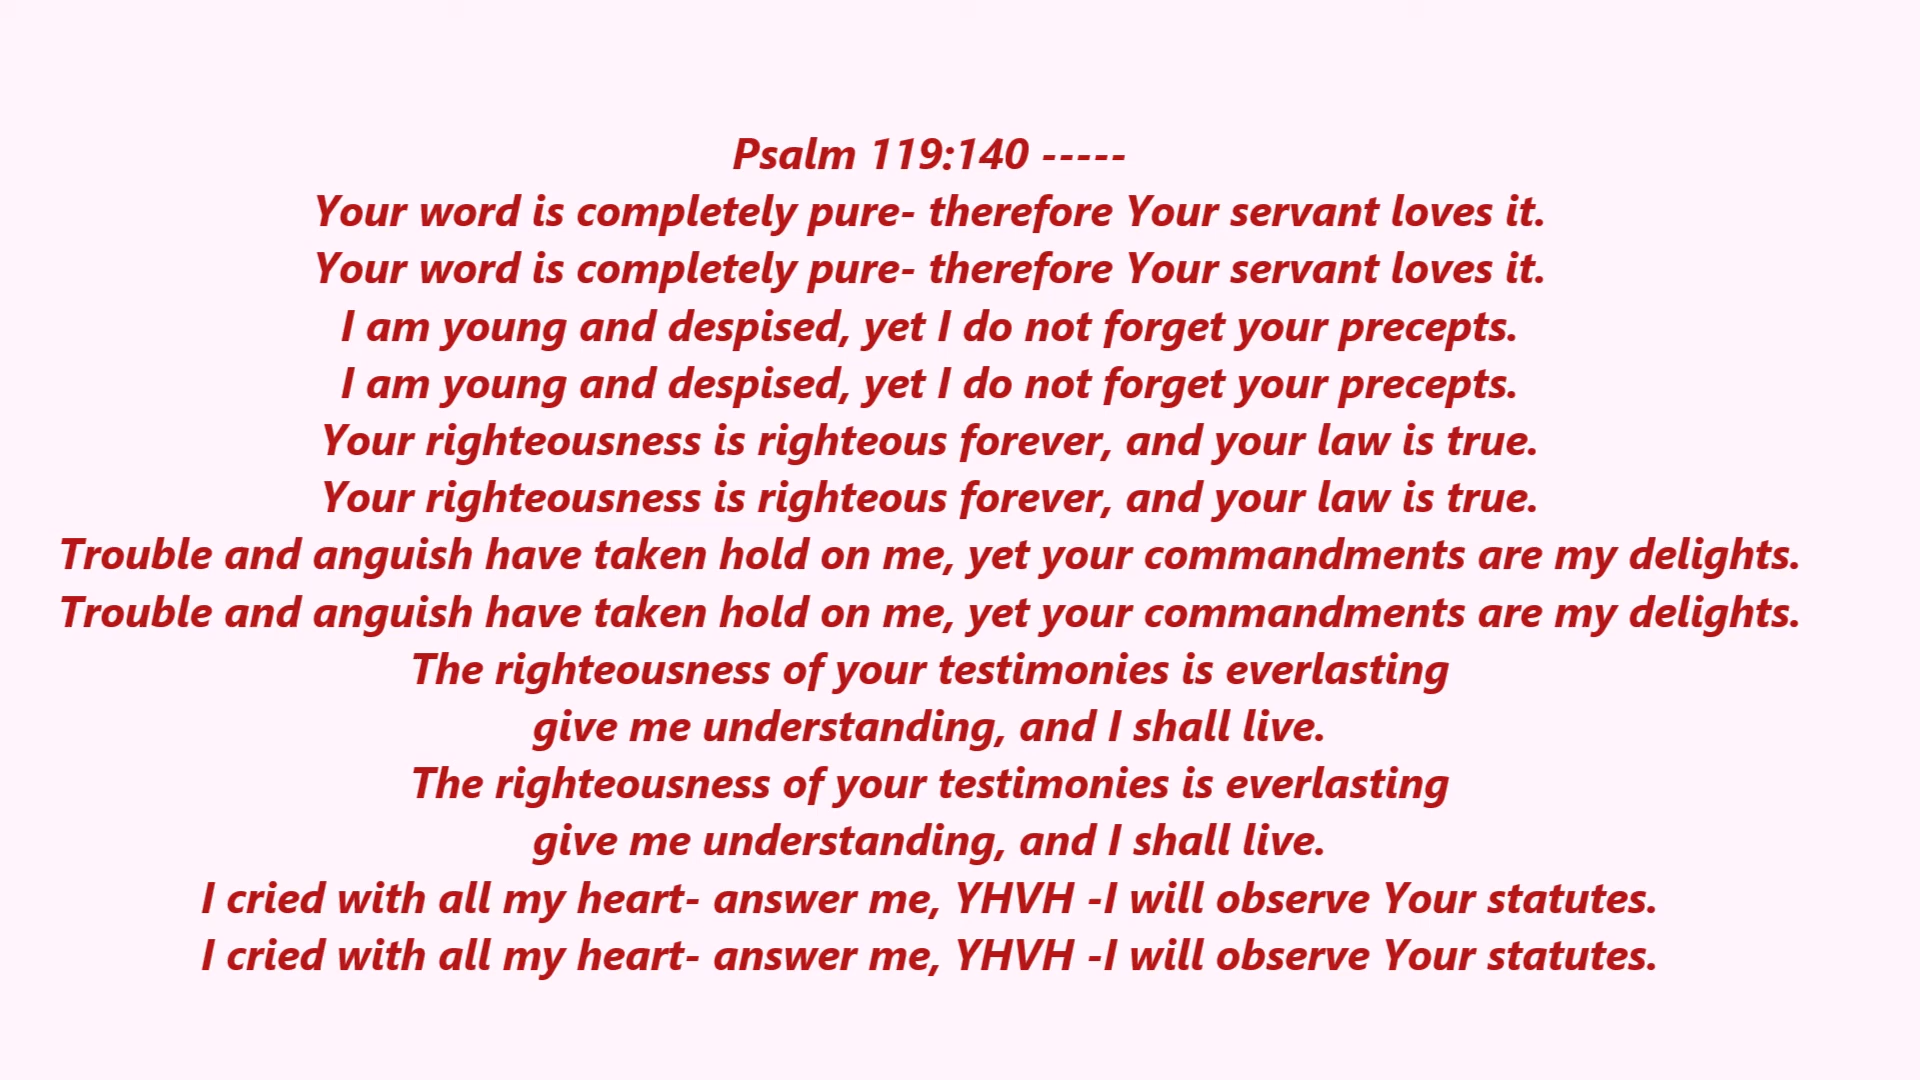 Psalm 119:140 -----
Your word is completely pure- therefore Your servant loves it.
Your word is completely pure- therefore Your servant loves it.
I am young and despised, yet I do not forget your precepts.
I am young and despised, yet I do not forget your precepts.
Your righteousness is righteous forever, and your law is true.
Your righteousness is righteous forever, and your law is true.
Trouble and anguish have taken hold on me, yet your commandments are my delights.
Trouble and anguish have taken hold on me, yet your commandments are my delights.
The righteousness of your testimonies is everlasting
give me understanding, and I shall live.
The righteousness of your testimonies is everlasting
give me understanding, and I shall live.
I cried with all my heart- answer me, YHVH -I will observe Your statutes.
I cried with all my heart- answer me, YHVH -I will observe Your statutes.